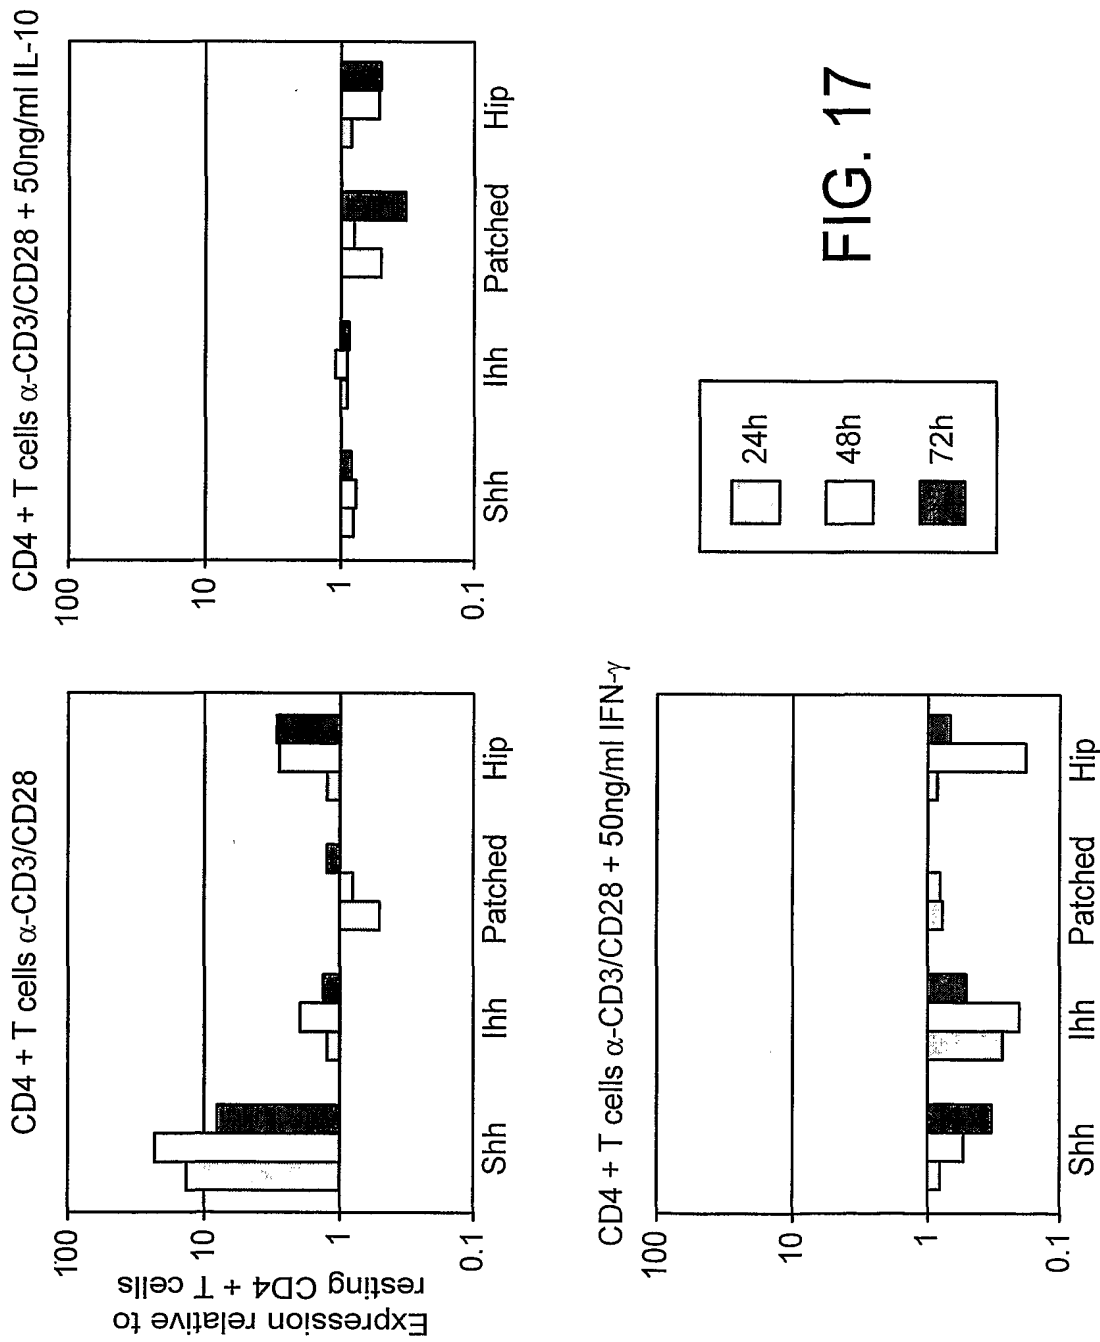 CD4 + T cells α-CD3/CD28
Expression relative to
resting CD4 + T cells
100
10
1
0.1
Shh
Ihh
Patched
Hip
CD4 + T cells α-CD3/CD28 + 50ng/ml IL-10
100
10
1
0.1
Shh
Ihh
Patched
Hip
CD4 + T cells α-CD3/CD28 + 50ng/ml IFN-γ
100
10
1
0.1
Shh
Ihh
Patched
Hip
24h
48h
72h
FIG. 17